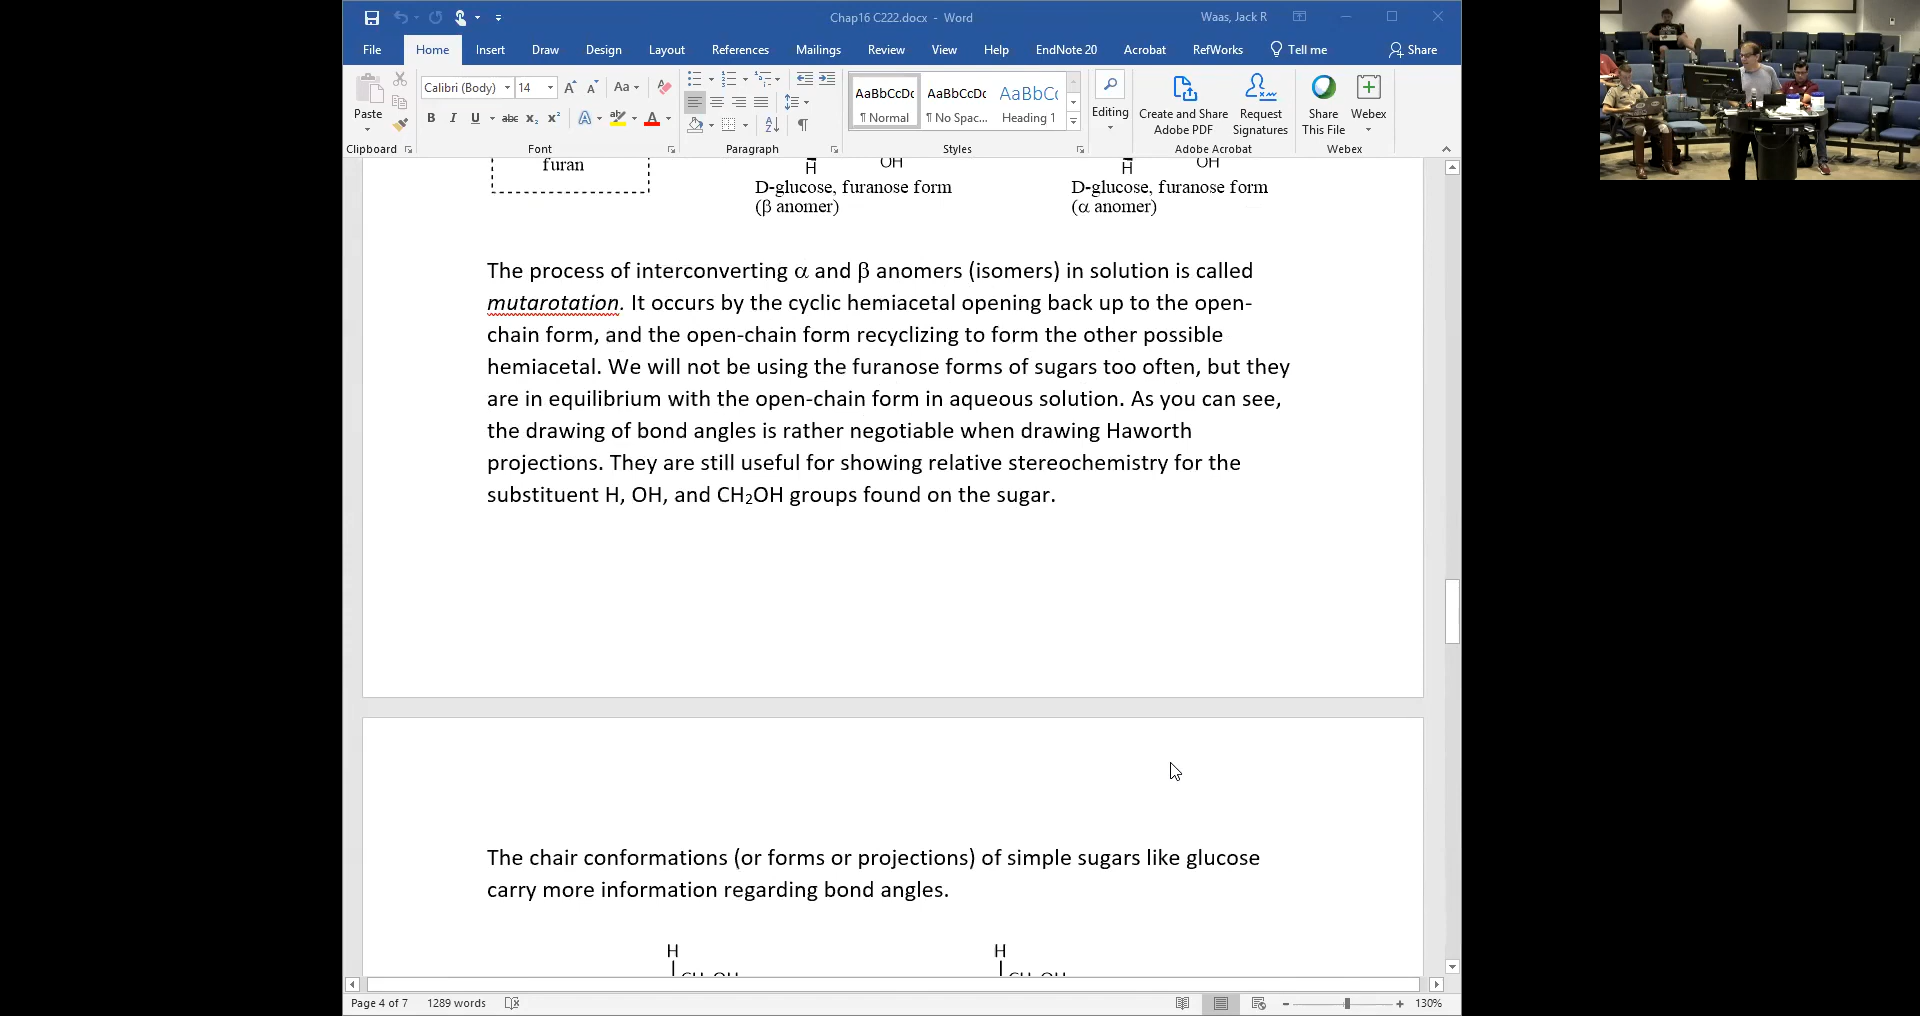 Chap16 C222.docx - Word
Waas, Jack R
File Home Insert Draw Design Layout References Mailings Review View Help EndNote 20 Acrobat RefWorks Tell me Share
Calibri (Body) 14 Aa
AaBbCcDc AaBbCcDc AaBbCc
Paste
B I U abc x₂ x² A A
¶ Normal ¶ No Spac... Heading 1
Editing
Create and Share Adobe PDF
Request Signatures
Share This File
Webex
Clipboard Font Paragraph Styles Adobe Acrobat Webex
furan
H OH
H OH
D-glucose, furanose form
(β anomer)
D-glucose, furanose form
(α anomer)
The process of interconverting α and β anomers (isomers) in solution is called
mutarotation. It occurs by the cyclic hemiacetal opening back up to the open-
chain form, and the open-chain form recyclizing to form the other possible
hemiacetal. We will not be using the furanose forms of sugars too often, but they
are in equilibrium with the open-chain form in aqueous solution. As you can see,
the drawing of bond angles is rather negotiable when drawing Haworth
projections. They are still useful for showing relative stereochemistry for the
substituent H, OH, and CH₂OH groups found on the sugar.
The chair conformations (or forms or projections) of simple sugars like glucose
carry more information regarding bond angles.
H H
CH₂OH CH₂OH
Page 4 of 7 1289 words 130%